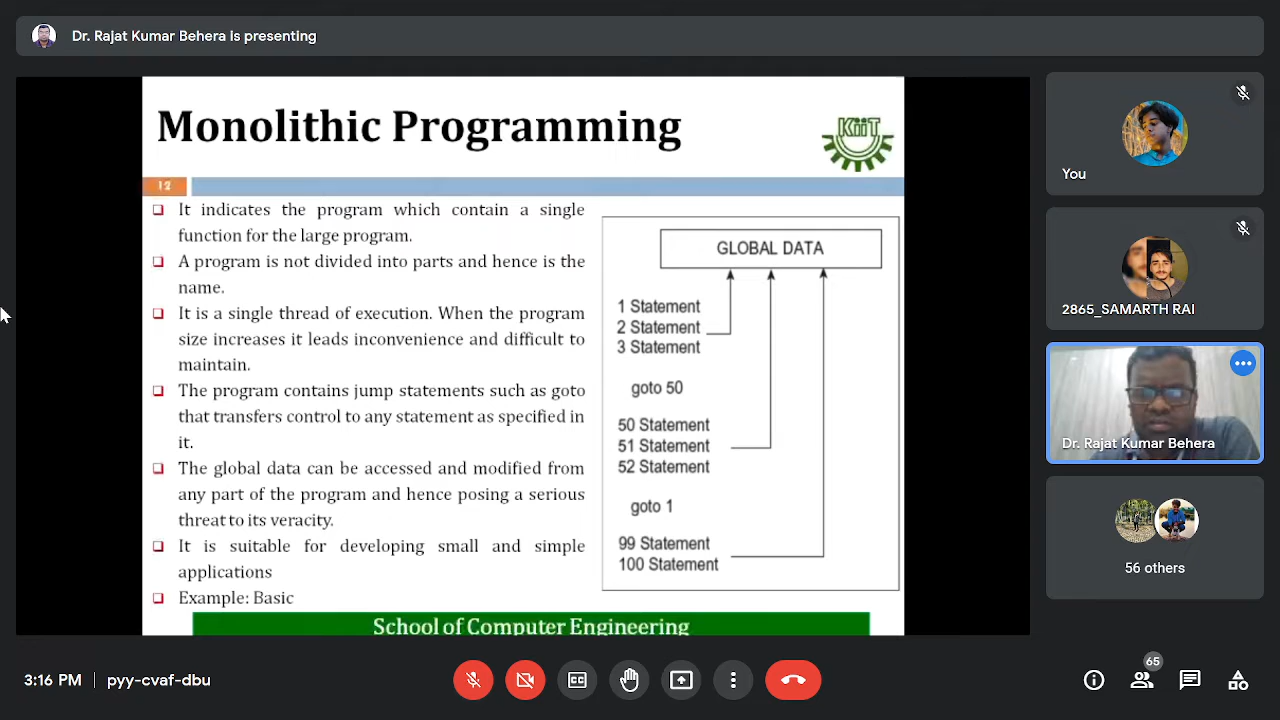 Dr. Rajat Kumar Behera is presenting
Monolithic Programming
KIIT
12
It indicates the program which contain a single
function for the large program.
A program is not divided into parts and hence is the
name.
It is a single thread of execution. When the program
size increases it leads inconvenience and difficult to
maintain.
The program contains jump statements such as goto
that transfers control to any statement as specified in
it.
The global data can be accessed and modified from
any part of the program and hence posing a serious
threat to its veracity.
It is suitable for developing small and simple
applications
Example: Basic
GLOBAL DATA
1 Statement
2 Statement
3 Statement
goto 50
50 Statement
51 Statement
52 Statement
goto 1
99 Statement
100 Statement
School of Computer Engineering
You
2865_SAMARTH RAI
Dr. Rajat Kumar Behera
56 others
3:16 PM | pyy-cvaf-dbu
65